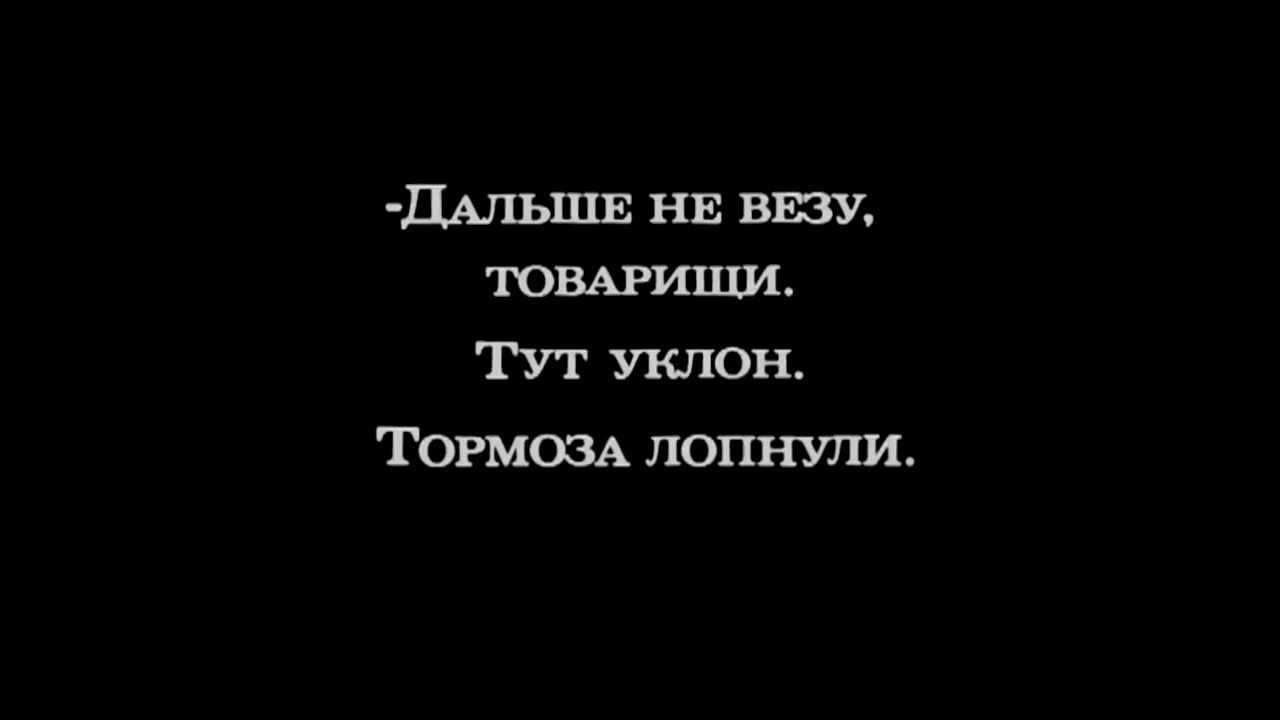 -Дальше не везу,
товарищи.
Тут уклон.
Тормоза лопнули.